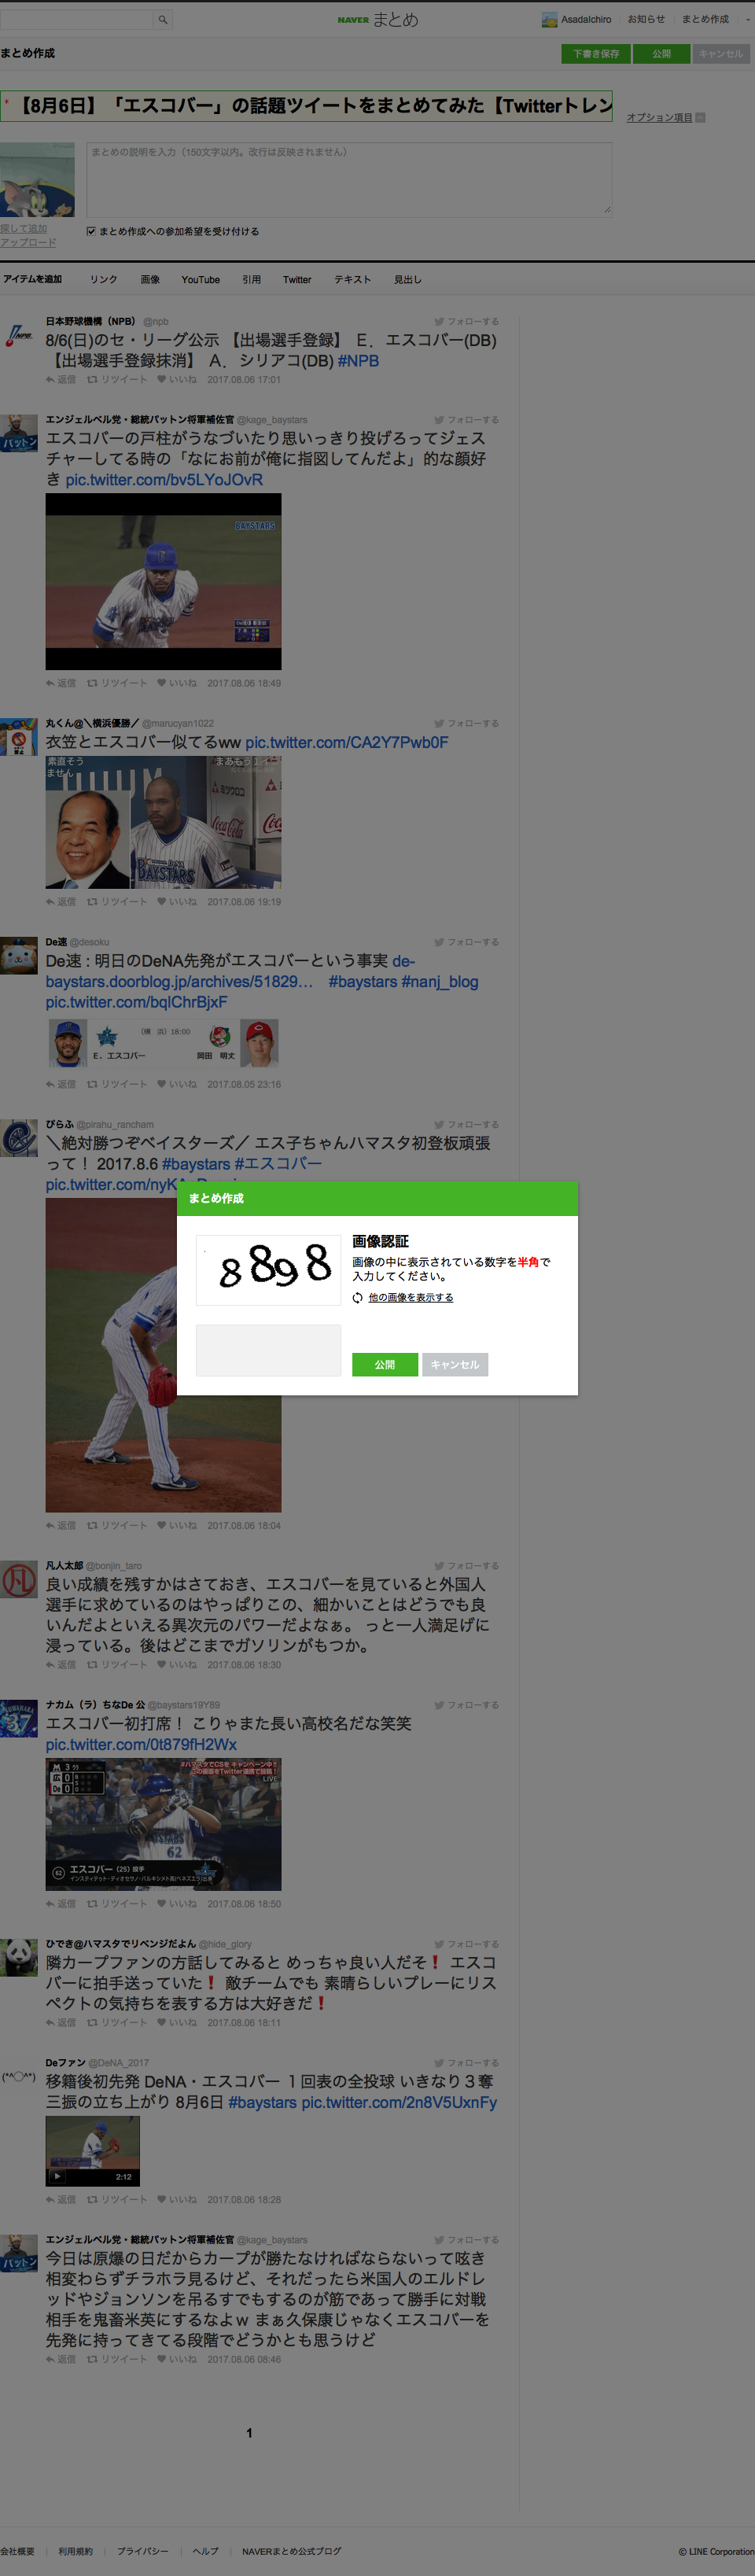 NAVER まとめ
AsadaIchiro お知らせ まとめ作成
まとめ作成
下書き保存 公開 キャンセル
* 【8月6日】「エスコバー」の話題ツイートをまとめてみた【Twitterトレン
オプション項目
まとめの説明を入力（150文字以内。改行は反映されません）
探して追加
アップロード
まとめ作成への参加希望を受け付ける
アイテムを追加 リンク 画像 YouTube 引用 Twitter テキスト 見出し
日本野球機構（NPB） @npb フォローする
8/6(日)のセ・リーグ公示 【出場選手登録】 Ｅ．エスコバー(DB)
【出場選手登録抹消】 Ａ．シリアコ(DB) #NPB
返信 リツイート いいね 2017.08.06 17:01
エンジェルベル党・総統パットン将軍補佐官 @kage_baystars フォローする
パットン
エスコバーの戸柱がうなづいたり思いっきり投げろってジェス
チャーしてる時の「なにお前が俺に指図してんだよ」的な顔好
き pic.twitter.com/bv5LYoJOvR
BAYSTARS
返信 リツイート いいね 2017.08.06 18:49
丸くん@＼横浜優勝／ @marucyan1022 フォローする
衣笠とエスコバー似てるww pic.twitter.com/CA2Y7Pwb0F
素直そう
ません
返信 リツイート いいね 2017.08.06 19:19
De速 @desoku フォローする
De速 : 明日のDeNA先発がエスコバーという事実 de-
baystars.doorblog.jp/archives/51829… #baystars #nanj_blog
pic.twitter.com/bqlChrBjxF
（横 浜）18:00
E．エスコバー 岡田 明丈
返信 リツイート いいね 2017.08.05 23:16
ぴらふ @pirahu_rancham フォローする
＼絶対勝つぞベイスターズ／ エス子ちゃんハマスタ初登板頑張
って！ 2017.8.6 #baystars #エスコバー
まとめ作成
8898
画像認証
画像の中に表示されている数字を半角で
入力してください。
他の画像を表示する
公開 キャンセル
返信 リツイート いいね 2017.08.06 18:04
凡
凡人太郎 @bonjin_taro フォローする
良い成績を残すかはさておき、エスコバーを見ていると外国人
選手に求めているのはやっぱりこの、細かいことはどうでも良
いんだよといえる異次元のパワーだよなぁ。 っと一人満足げに
浸っている。後はどこまでガソリンがもつか。
返信 リツイート いいね 2017.08.06 18:30
ナカム（ラ）ちなDe 公 @baystars19Y89 フォローする
37
エスコバー初打席！ こりゃまた長い高校名だな笑笑
pic.twitter.com/0t879fH2Wx
LIVE
62 エスコバー（25）投手
返信 リツイート いいね 2017.08.06 18:50
ひでき@ハマスタでリベンジだよん @hide_glory フォローする
隣カープファンの方話してみると めっちゃ良い人だぞ❗ エスコ
バーに拍手送っていた❗ 敵チームでも 素晴らしいプレーにリス
ペクトの気持ちを表する方は大好きだ❗
返信 リツイート いいね 2017.08.06 18:11
Deファン @DeNA_2017 フォローする
(*^◯^*)
移籍後初先発 DeNA・エスコバー １回表の全投球 いきなり３奪
三振の立ち上がり 8月6日 #baystars pic.twitter.com/2n8V5UxnFy
2:12
返信 リツイート いいね 2017.08.06 18:28
エンジェルベル党・総統パットン将軍補佐官 @kage_baystars フォローする
パットン
今日は原爆の日だからカープが勝たなければならないって呟き
相変わらずチラホラ見るけど、それだったら米国人のエルドレ
ッドやジョンソンを吊るすでもするのが筋であって勝手に対戦
相手を鬼畜米英にするなよｗ まぁ久保康じゃなくエスコバーを
先発に持ってきてる段階でどうかとも思うけど
返信 リツイート いいね 2017.08.06 08:46
1
会社概要 利用規約 プライバシー ヘルプ NAVERまとめ公式ブログ
© LINE Corporation